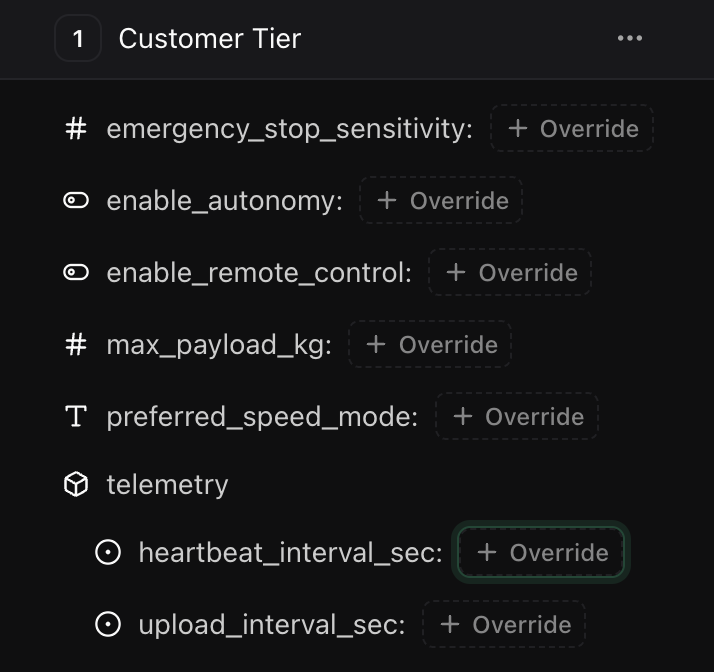 1 Customer Tier ...
# emergency_stop_sensitivity: + Override
enable_autonomy: + Override
enable_remote_control: + Override
# max_payload_kg: + Override
T preferred_speed_mode: + Override
telemetry
heartbeat_interval_sec: + Override
upload_interval_sec: + Override